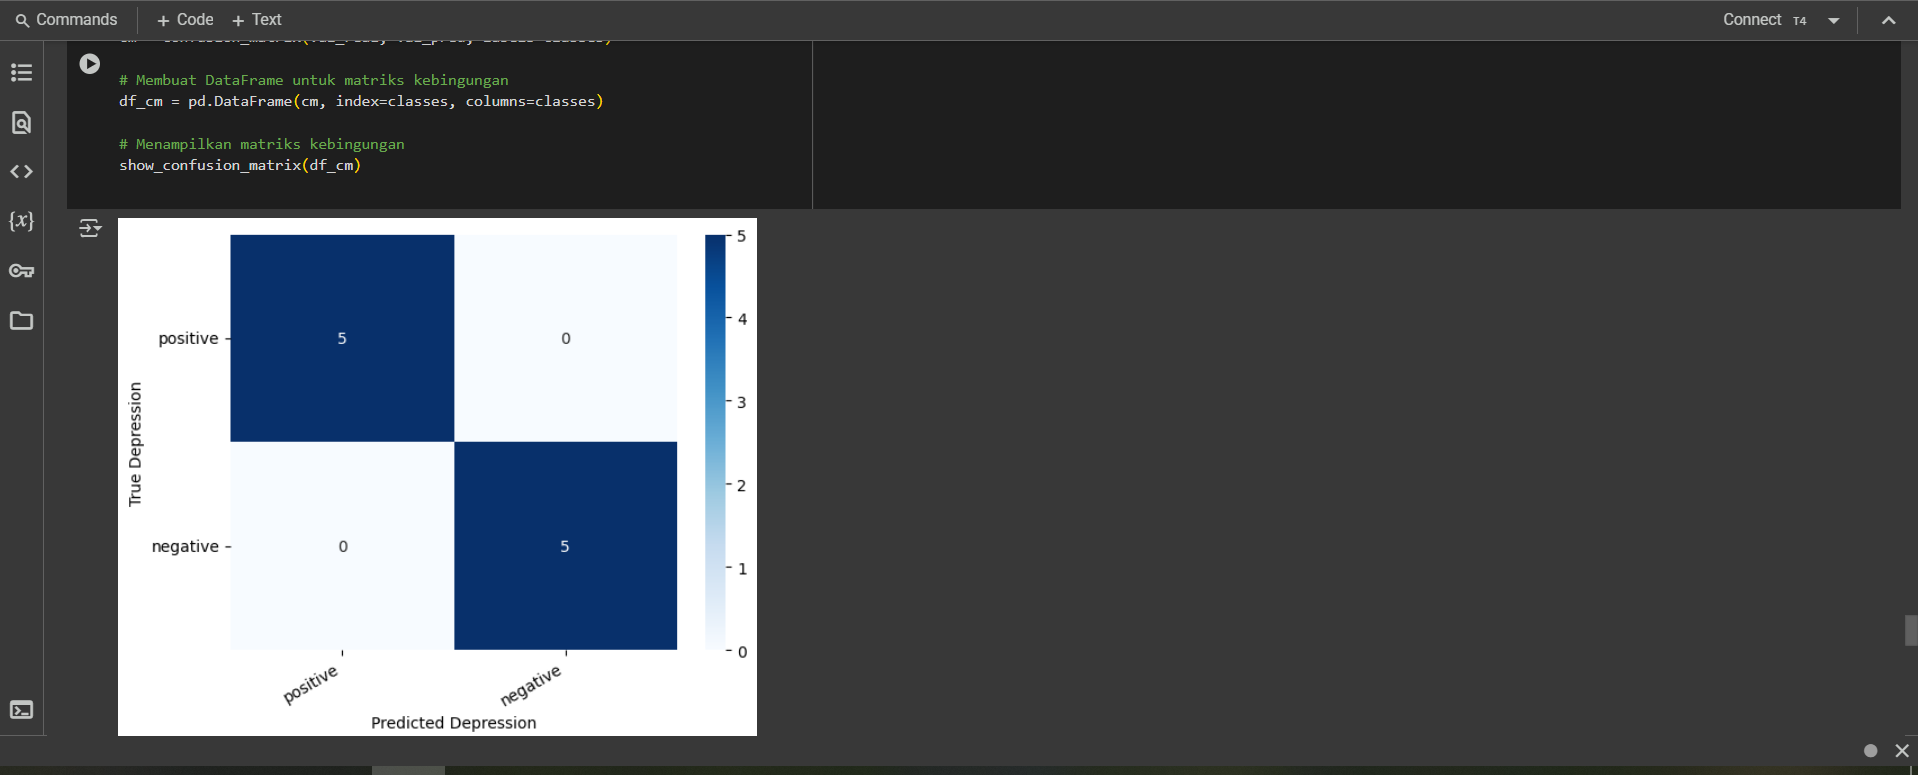 Commands + Code + Text Connect T4
# Membuat DataFrame untuk matriks kebingungan
df_cm = pd.DataFrame(cm, index=classes, columns=classes)
# Menampilkan matriks kebingungan
show_confusion_matrix(df_cm)
{x}
5
4
3
2
1
0
True Depression
positive
5 0
negative
0 5
positive negative
Predicted Depression